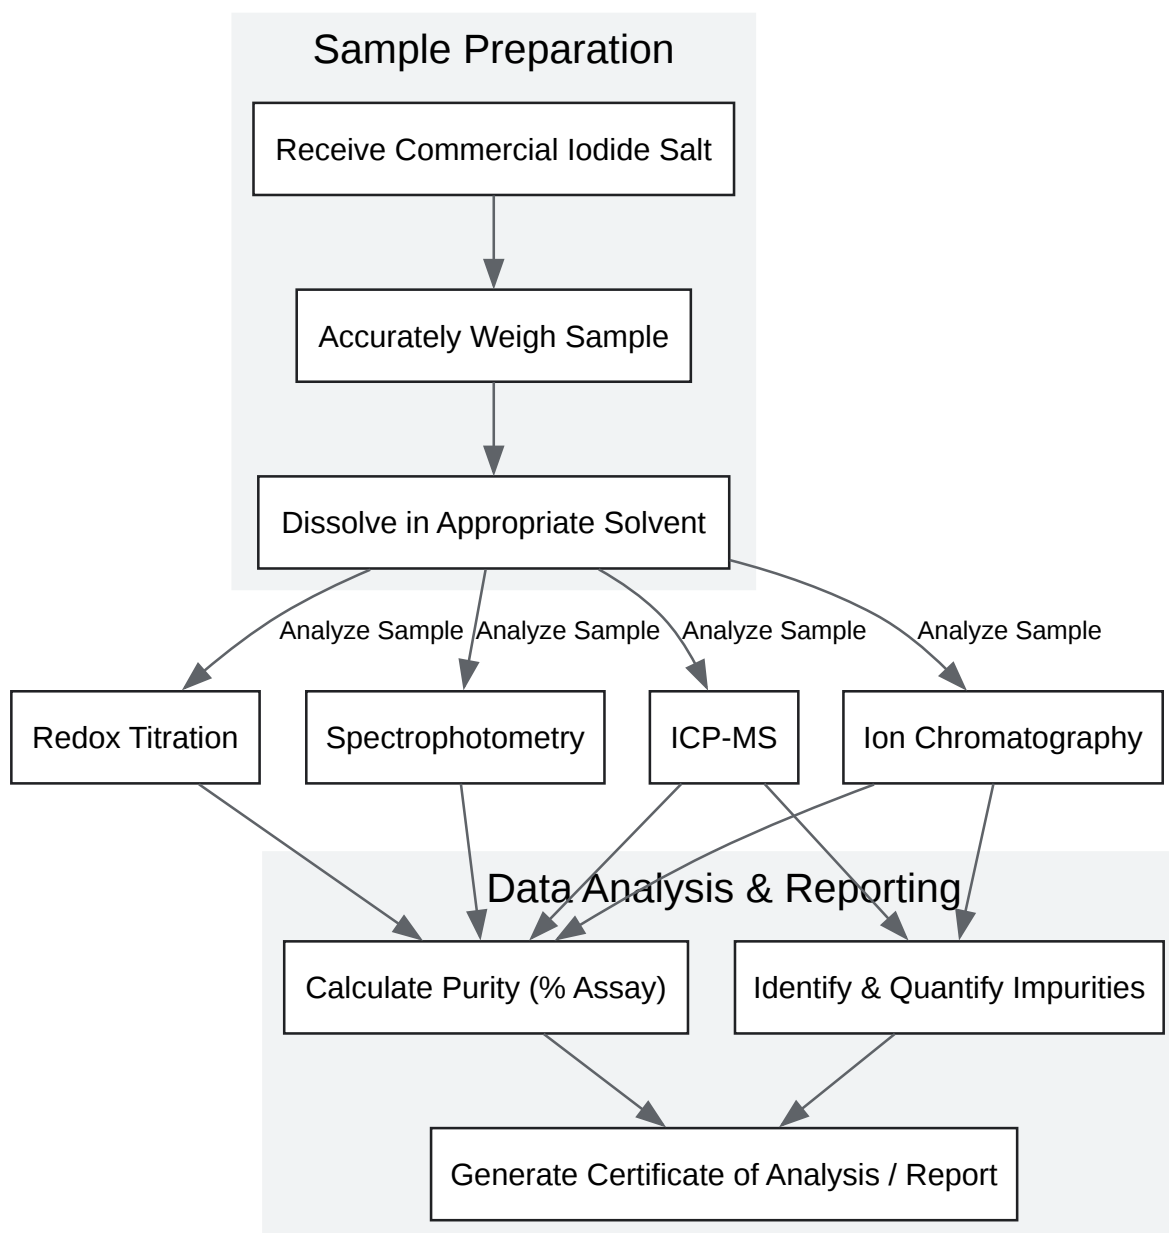 Sample Preparation
Receive Commercial Iodide Salt
Accurately Weigh Sample
Dissolve in Appropriate Solvent
Analyze Sample
Analyze Sample
Analyze Sample
Analyze Sample
Redox Titration
Spectrophotometry
ICP-MS
Ion Chromatography
Data Analysis & Reporting
Calculate Purity (% Assay)
Identify & Quantify Impurities
Generate Certificate of Analysis / Report